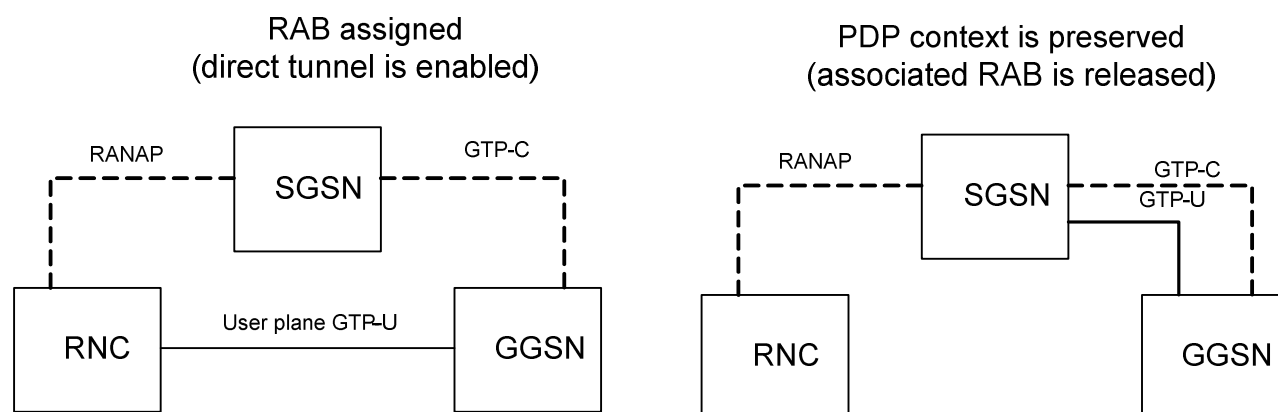 RAB assigned
(direct tunnel is enabled)
RANAP
GTP-C
SGSN
RNC
User plane GTP-U
GGSN
PDP context is preserved
(associated RAB is released)
RANAP
SGSN
GTP-C
GTP-U
RNC
GGSN